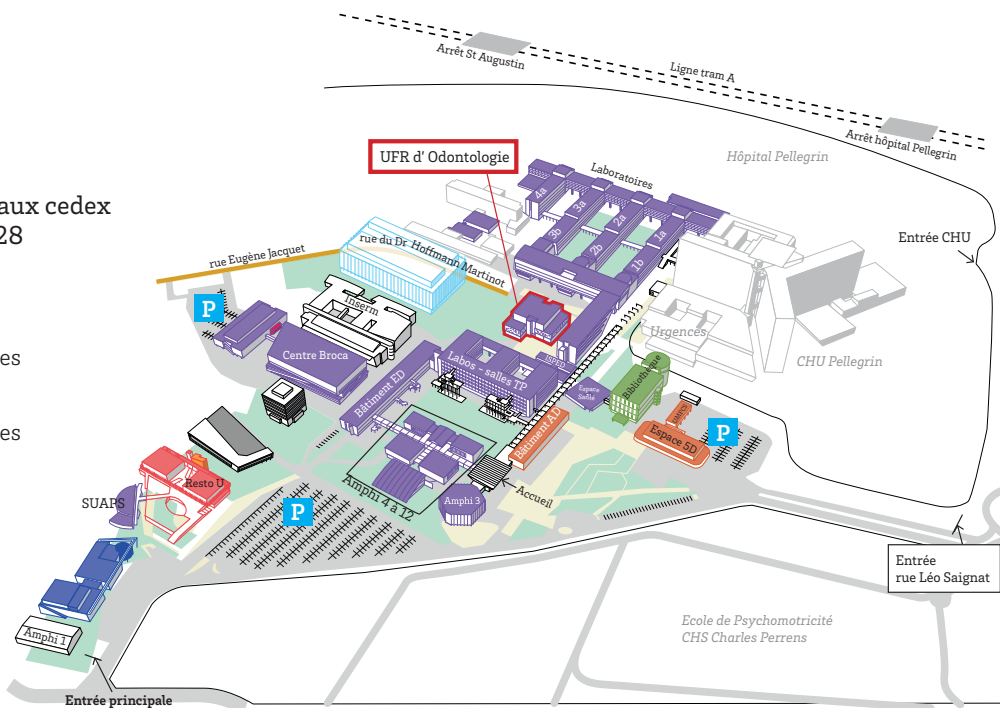 Arrêt St Augustin
Ligne tram A
Arrêt hôpital Pellegrin
Hôpital Pellegrin
UFR d' Odontologie
Laboratoires
4a
3a
2a
1a
3b
2b
1b
aux cedex
28
Entrée CHU
rue du Dr Hoffmann Martinot
rue Eugène Jacquet
P
Inserm
Urgences
CHU Pellegrin
es
Centre Broca
Labos - salles TP
ISPED
Bibliothèque
Espace
Santé
Bâtiment ED
es
Bâtiment AD
Espace 5D
P
Resto U
SUAPS
Amphi 4 à 12
Amphi 3
Accueil
P
Entrée
rue Léo Saignat
Ecole de Psychomotricité
CHS Charles Perrens
Amphi 1
Entrée principale